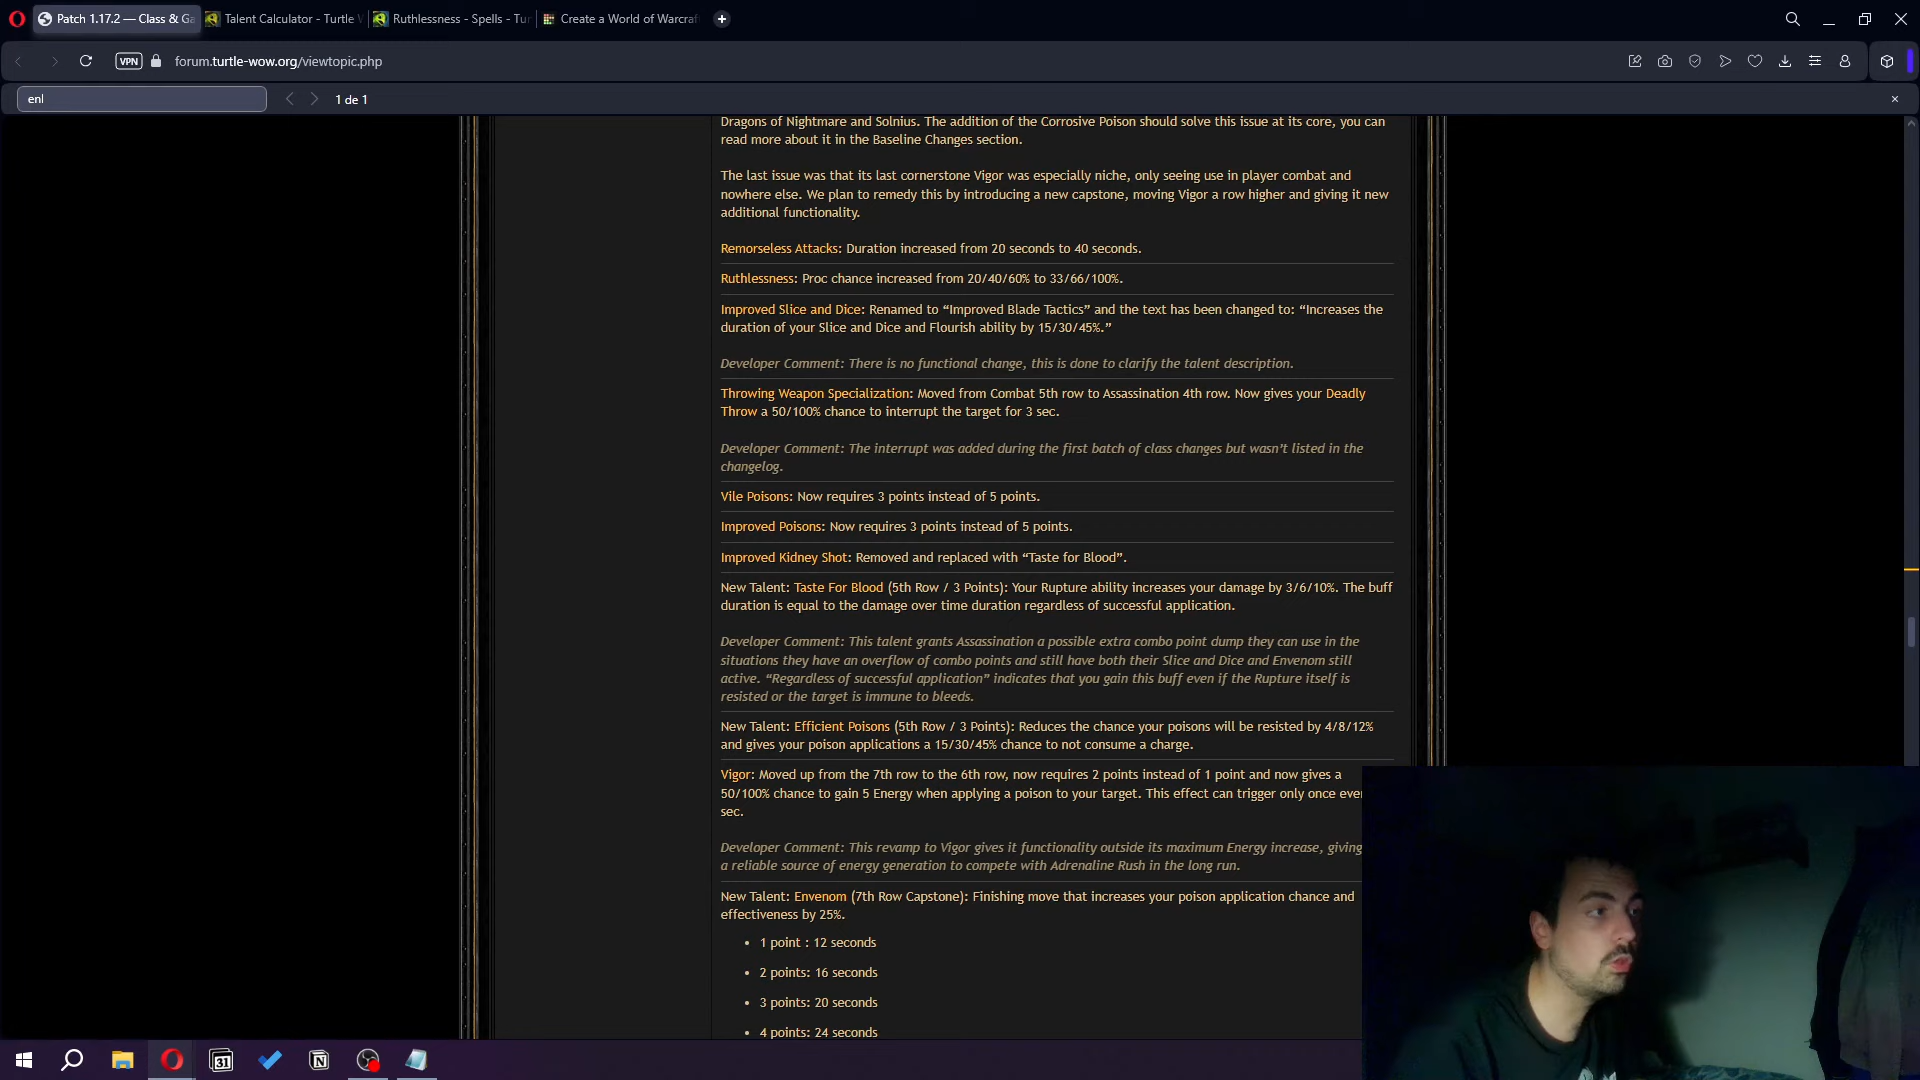 Patch 1.17.2 — Class & Ga
Talent Calculator - Turtle
Ruthlessness - Spells - Tur
Create a World of Warcraf
VPN
forum.turtle-wow.org/viewtopic.php
enl
1 de 1
Dragons of Nightmare and Solnius. The addition of the Corrosive Poison should solve this issue at its core, you can
read more about it in the Baseline Changes section.
The last issue was that its last cornerstone Vigor was especially niche, only seeing use in player combat and
nowhere else. We plan to remedy this by introducing a new capstone, moving Vigor a row higher and giving it new
additional functionality.
Remorseless Attacks: Duration increased from 20 seconds to 40 seconds.
Ruthlessness: Proc chance increased from 20/40/60% to 33/66/100%.
Improved Slice and Dice: Renamed to “Improved Blade Tactics” and the text has been changed to: “Increases the
duration of your Slice and Dice and Flourish ability by 15/30/45%.”
Developer Comment: There is no functional change, this is done to clarify the talent description.
Throwing Weapon Specialization: Moved from Combat 5th row to Assassination 4th row. Now gives your Deadly
Throw a 50/100% chance to interrupt the target for 3 sec.
Developer Comment: The interrupt was added during the first batch of class changes but wasn’t listed in the
changelog.
Vile Poisons: Now requires 3 points instead of 5 points.
Improved Poisons: Now requires 3 points instead of 5 points.
Improved Kidney Shot: Removed and replaced with “Taste for Blood”.
New Talent: Taste For Blood (5th Row / 3 Points): Your Rupture ability increases your damage by 3/6/10%. The buff
duration is equal to the damage over time duration regardless of successful application.
Developer Comment: This talent grants Assassination a possible extra combo point dump they can use in the
situations they have an overflow of combo points and still have both their Slice and Dice and Envenom still
active. “Regardless of successful application” indicates that you gain this buff even if the Rupture itself is
resisted or the target is immune to bleeds.
New Talent: Efficient Poisons (5th Row / 3 Points): Reduces the chance your poisons will be resisted by 4/8/12%
and gives your poison applications a 15/30/45% chance to not consume a charge.
Vigor: Moved up from the 7th row to the 6th row, now requires 2 points instead of 1 point and now gives a
50/100% chance to gain 5 Energy when applying a poison to your target. This effect can trigger only once ever
sec.
Developer Comment: This revamp to Vigor gives it functionality outside its maximum Energy increase, giving
a reliable source of energy generation to compete with Adrenaline Rush in the long run.
New Talent: Envenom (7th Row Capstone): Finishing move that increases your poison application chance and
effectiveness by 25%.
• 1 point : 12 seconds
• 2 points: 16 seconds
• 3 points: 20 seconds
• 4 points: 24 seconds
31